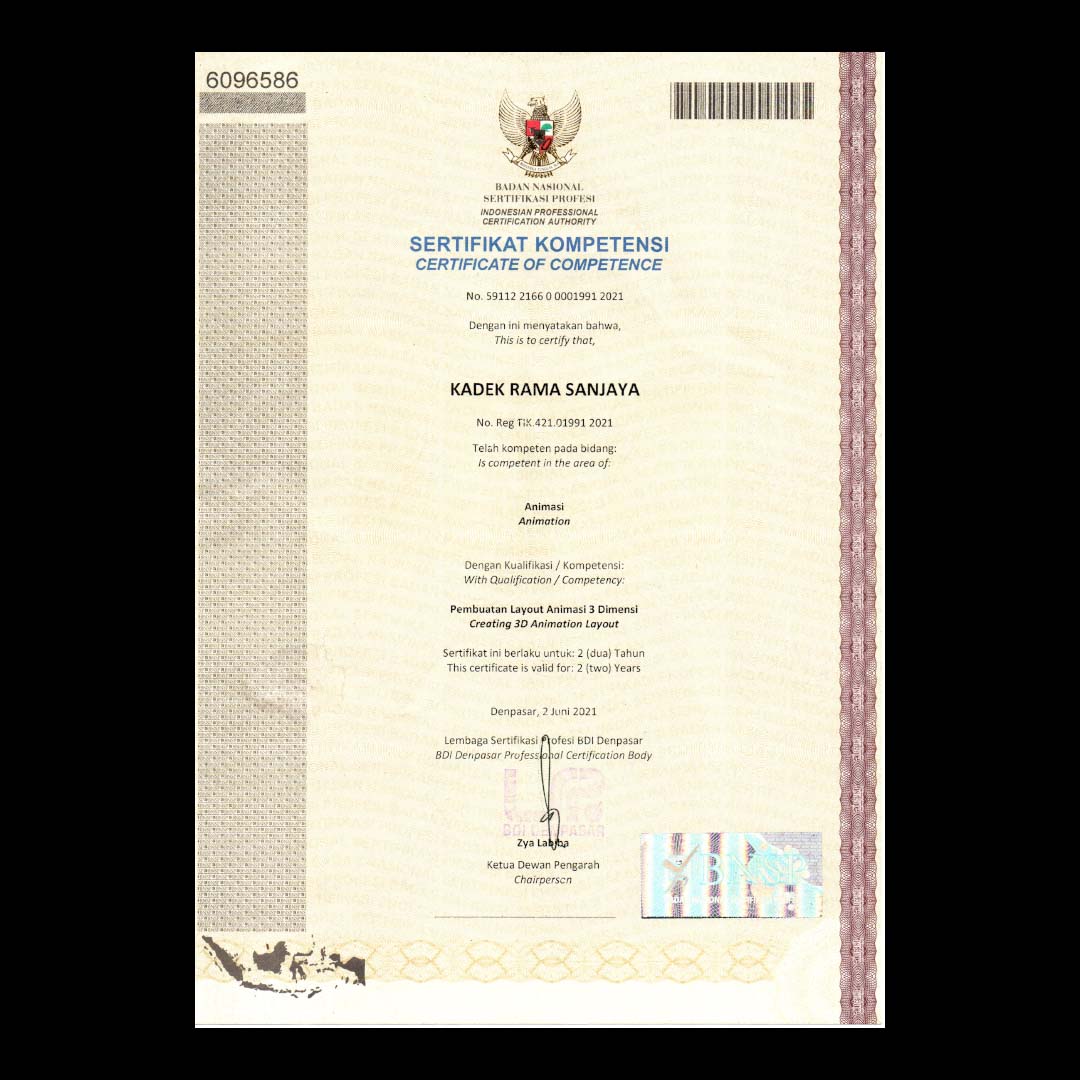 6096586
BADAN NASIONAL
SERTIFIKASI PROFESI
INDONESIAN PROFESSIONAL
CERTIFICATION AUTHORITY
SERTIFIKAT KOMPETENSI
CERTIFICATE OF COMPETENCE
No. 59112 2166 0 0001991 2021
Dengan ini menyatakan bahwa,
This is to certify that,
KADEK RAMA SANJAYA
No. Reg TIK.421.01991 2021
Telah kompeten pada bidang:
Is competent in the area of:
Animasi
Animation
Dengan Kualifikasi / Kompetensi:
With Qualification / Competency:
Pembuatan Layout Animasi 3 Dimensi
Creating 3D Animation Layout
Sertifikat ini berlaku untuk: 2 (dua) Tahun
This certificate is valid for: 2 (two) Years
Denpasar, 2 Juni 2021
Lembaga Sertifikasi Profesi BDI Denpasar
BDI Denpasar Professional Certification Body
BDI DENPASAR
Zya Labiba
Ketua Dewan Pengarah
Chairperson
BNSP